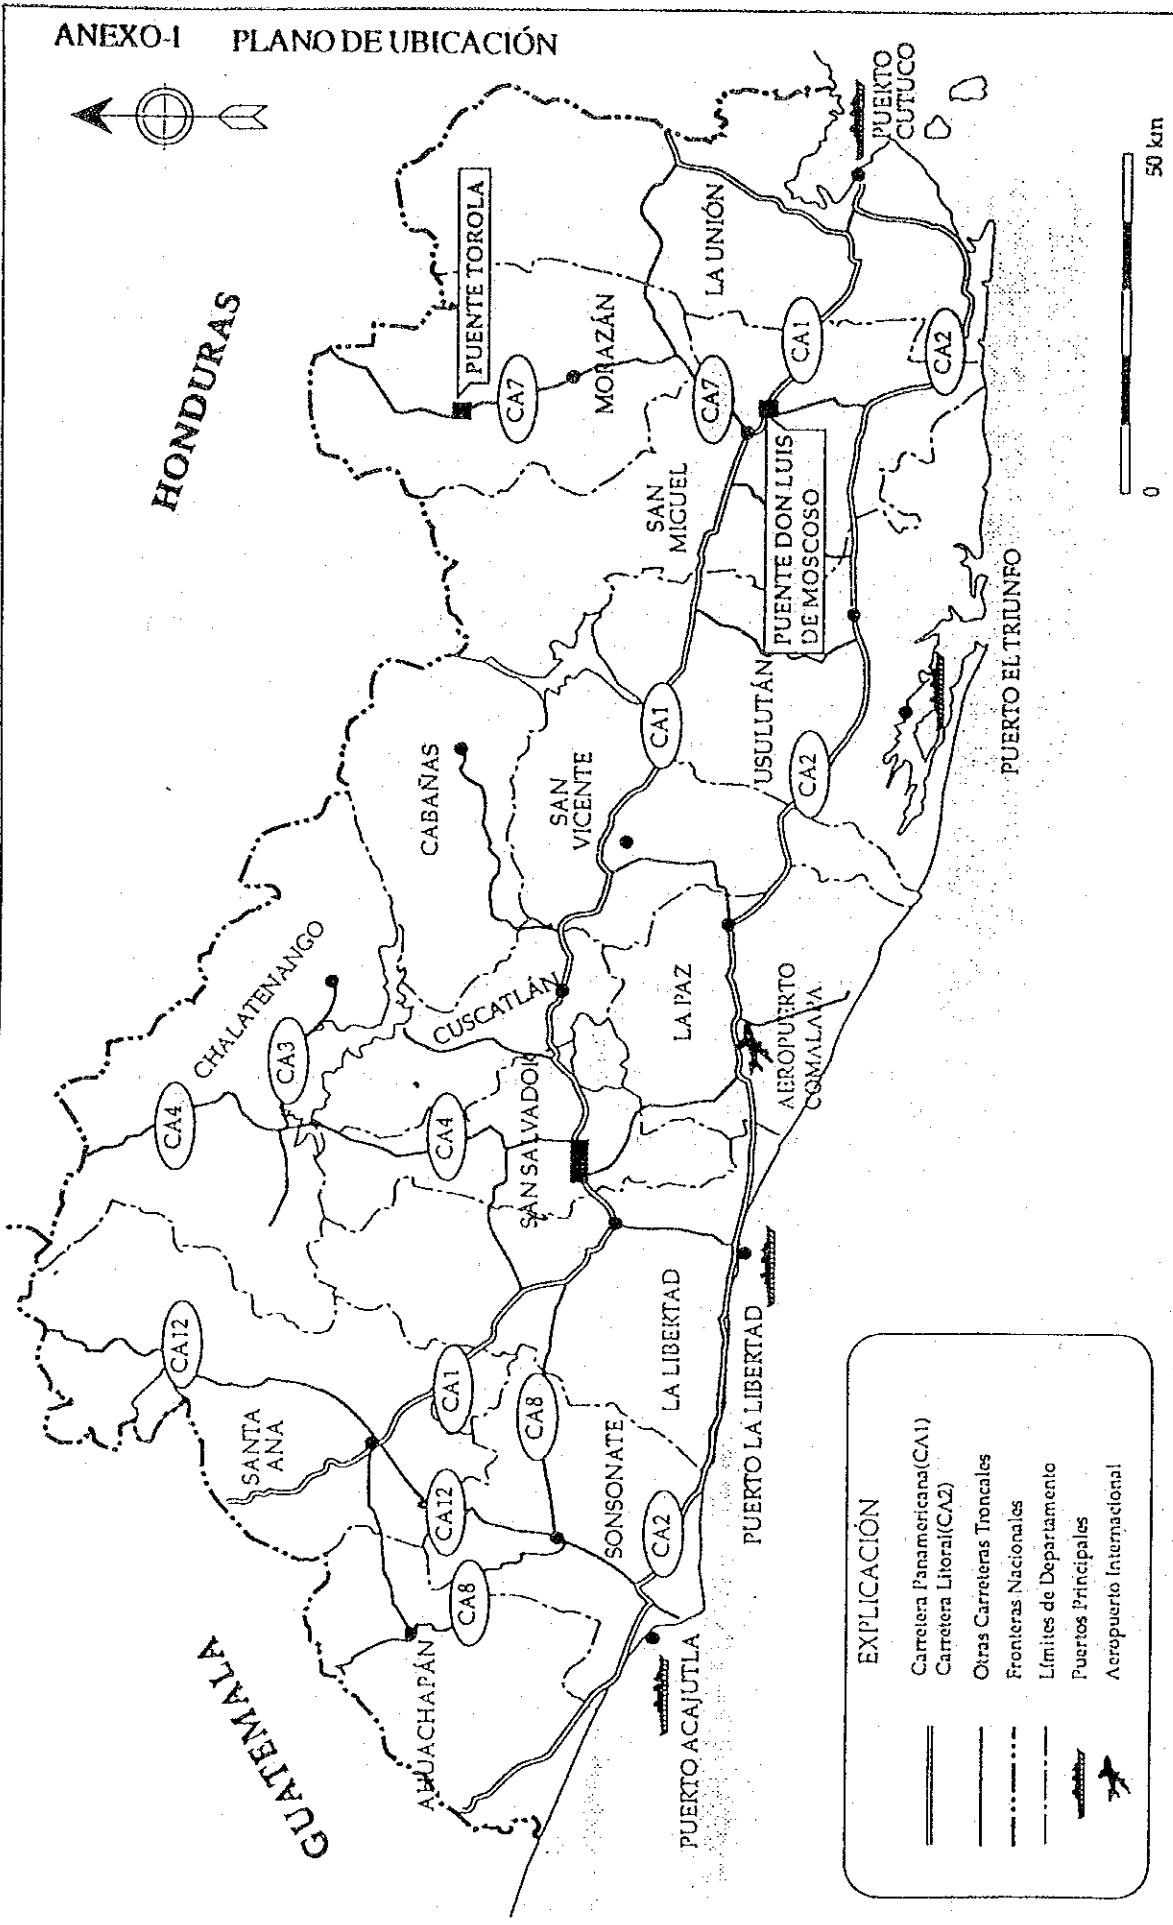 ANEXO-1 PLANO DE UBICACIÓN
HONDURAS
GUATEMALA
PUENTE TOROLA
CA7
MORAZÁN
LA UNIÓN
CA7
CA1
CA2
PUERTO
CUTUCO
SAN
MIGUEL
PUENTE DON LUIS
DE MOSCOSO
CABAÑAS
SAN
VICENTE
CA1
USULUTÁN
CA2
PUERTO EL TRIUNFO
CHALATENANGO
CA3
CA4
CUSCATLÁN
CA4
SAN SALVADOR
LA PAZ
AEROPUERTO
COMALAPA
CA12
SANTA
ANA
CA1
CA8
LA LIBERTAD
PUERTO LA LIBERTAD
CA12
SONSONATE
CA2
CA8
AHUACHAPÁN
PUERTO ACAJUTLA
0 50 km
EXPLICACIÓN
Carretera Panamericana(CA1)
Carretera Litoral(CA2)
Otras Carreteras Troncales
Fronteras Nacionales
Límites de Departamento
Puertos Principales
Aeropuerto Internacional